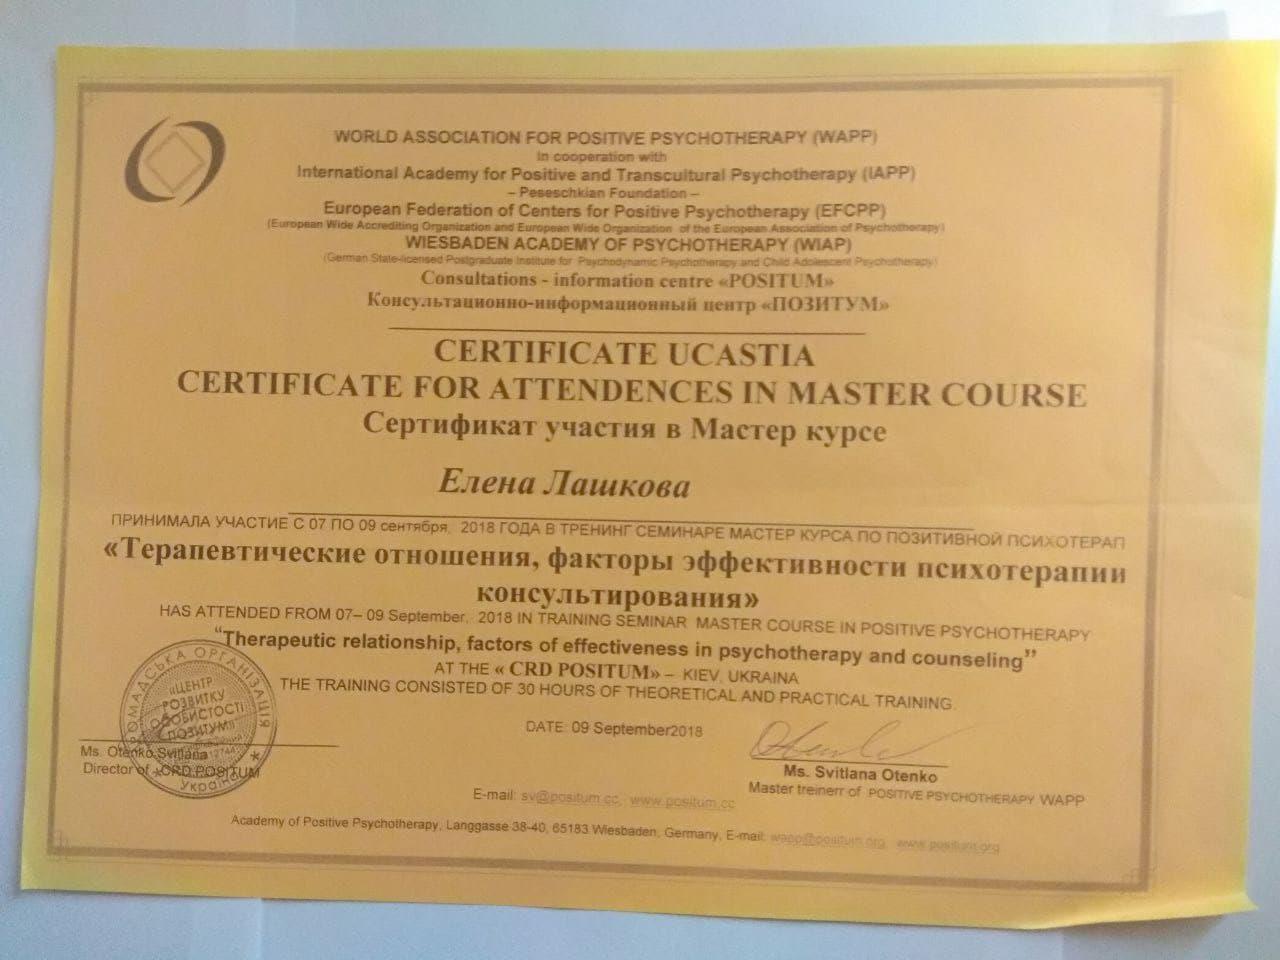 WORLD ASSOCIATION FOR POSITIVE PSYCHOTHERAPY (WAPP)
In cooperation with
International Academy for Positive and Transcultural Psychotherapy (IAPP)
– Peseschkian Foundation –
European Federation of Centers for Positive Psychotherapy (EFCPP)
(European Wide Accrediting Organization and European Wide Organization of the European Association of Psychotherapy)
WIESBADEN ACADEMY OF PSYCHOTHERAPY (WIAP)
(German State-licensed Postgraduate Institute for Psychodynamic Psychotherapy and Child Adolescent Psychotherapy)
Consultations - information centre «POSITUM»
Консультационно-информационный центр «ПОЗИТУМ»
CERTIFICATE UCASTIA
CERTIFICATE FOR ATTENDENCES IN MASTER COURSE
Сертификат участия в Мастер курсе
Елена Лашкова
ПРИНИМАЛА УЧАСТИЕ С 07 ПО 09 сентября, 2018 ГОДА В ТРЕНИНГ СЕМИНАРЕ МАСТЕР КУРСА ПО ПОЗИТИВНОЙ ПСИХОТЕРАП
«Терапевтические отношения, факторы эффективности психотерапии
консультирования»
HAS ATTENDED FROM 07– 09 September, 2018 IN TRAINING SEMINAR MASTER COURSE IN POSITIVE PSYCHOTHERAPY
“Therapeutic relationship, factors of effectiveness in psychotherapy and counseling”
AT THE « CRD POSITUM» – KIEV, UKRAINA
THE TRAINING CONSISTED OF 30 HOURS OF THEORETICAL AND PRACTICAL TRAINING.
DATE: 09 September2018
ГРОМАДСЬКА ОРГАНІЗАЦІЯ
«ЦЕНТР
РОЗВИТКУ
ОСОБИСТОСТІ
ПОЗИТУМ»
Україна
Ms. Otenko Svitlana
Director of «CRD POSITUM
Ms. Svitlana Otenko
Master treinerr of POSITIVE PSYCHOTHERAPY WAPP
E-mail: sv@positum.cc, www.positum.cc
Academy of Positive Psychotherapy, Langgasse 38-40, 65183 Wiesbaden, Germany, E-mail: wapp@positum.org, www.positum.org